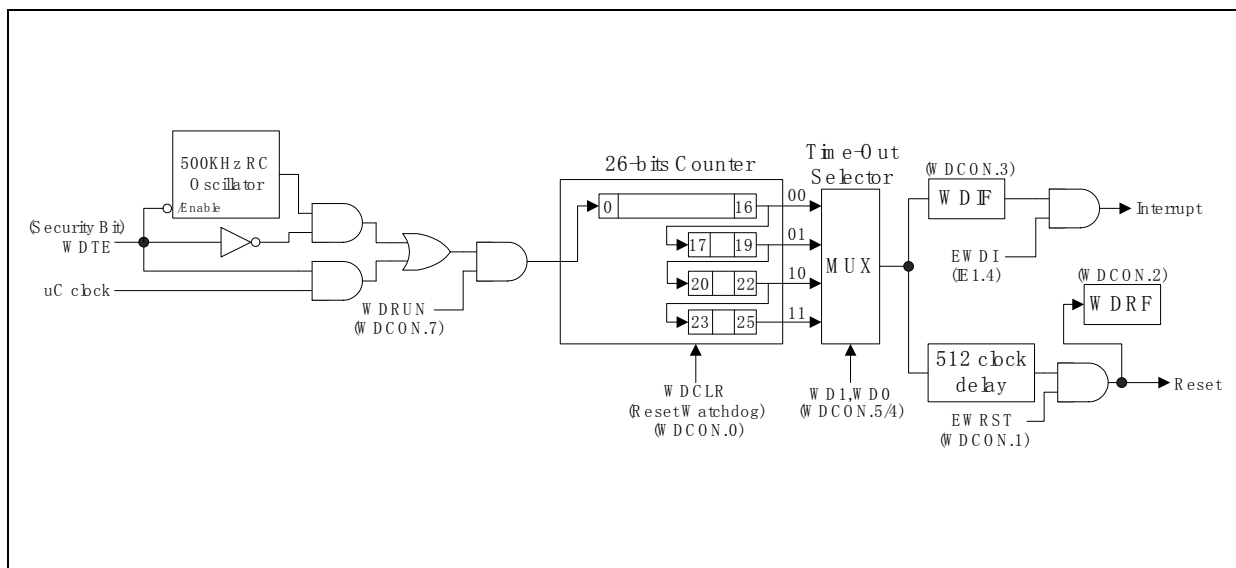 500KHz RC
Oscillator
/Enable
(Security Bit)
WDTE
uC clock
WDRUN
(WDCON.7)
26-bits Counter
0 16
17 19
20 22
23 25
00
01
10
11
WDCLR
(Reset Watchdog)
(WDCON.0)
Time-Out
Selector
MUX
WD1,WD0
(WDCON.5/4)
(WDCON.3)
WDIF
EWDI
(IE1.4)
Interrupt
(WDCON.2)
WDRF
512 clock
delay
EWRST
(WDCON.1)
Reset